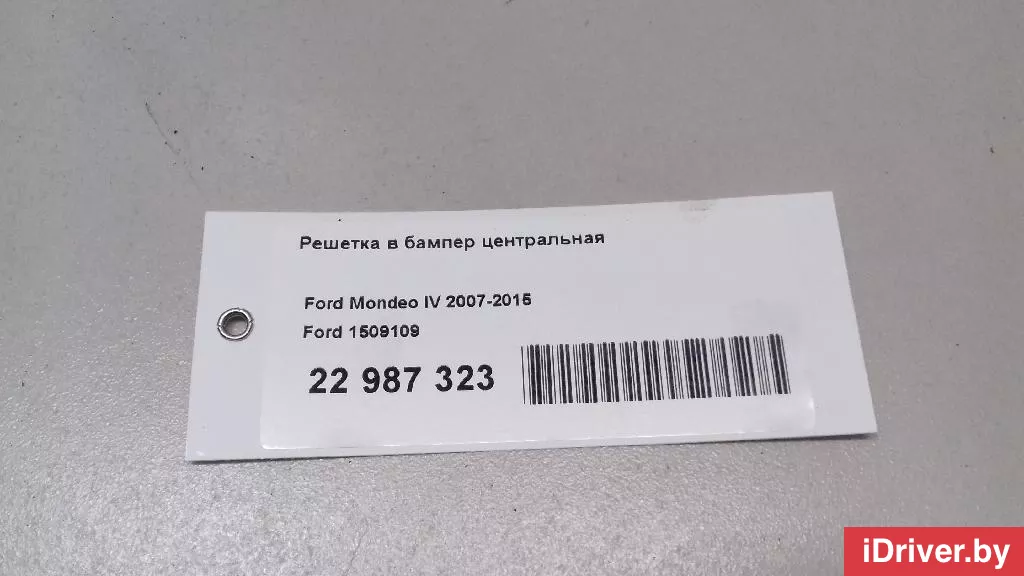 Решетка в бампер центральная
Ford Mondeo IV 2007-2015
Ford 1509109
22 987 323
iDriver.by